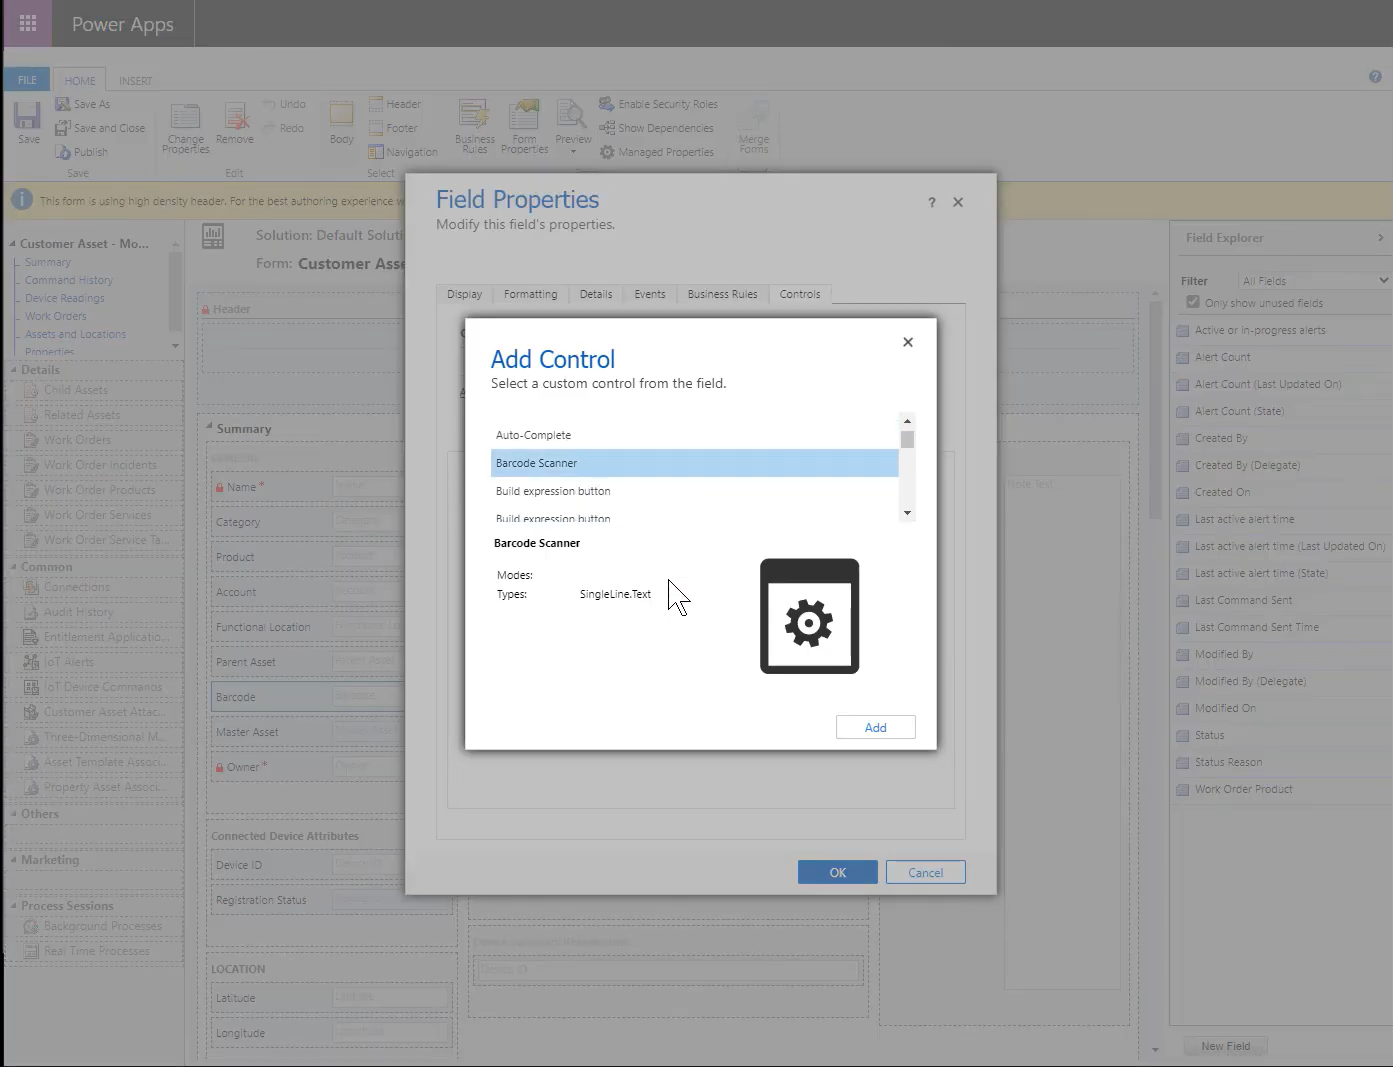 Power Apps
FILE
HOME
INSERT
Save
Save As
Save and Close
Publish
Save
Change Properties
Remove
Undo
Redo
Edit
Body
Header
Footer
Navigation
Select
Business Rules
Form Properties
Preview
Enable Security Roles
Show Dependencies
Managed Properties
Merge Forms
This form is using high density header. For the best authoring experience w
Customer Asset - Mo...
Summary
Command History
Device Readings
Work Orders
Assets and Locations
Properties
Details
Child Assets
Related Assets
Work Orders
Work Order Incidents
Work Order Products
Work Order Services
Work Order Service Ta...
Common
Connections
Audit History
Entitlement Applicatio...
IoT Alerts
IoT Device Commands
Customer Asset Attac...
Three-Dimensional M...
Asset Template Associ...
Property Asset Associ...
Others
Marketing
Process Sessions
Background Processes
Real Time Processes
Solution: Default Soluti
Form: Customer Asse
Header
Summary
Name *
Category
Product
Account
Functional Location
Parent Asset
Barcode
Master Asset
Owner *
Connected Device Attributes
Device ID
Registration Status
LOCATION
Latitude
Longitude
Device ID
Note Text
Field Properties
Modify this field's properties.
?
Display
Formatting
Details
Events
Business Rules
Controls
Add Control
Select a custom control from the field.
Auto-Complete
Barcode Scanner
Build expression button
Build expression button
Barcode Scanner
Modes:
Types: SingleLine.Text
Add
OK
Cancel
Field Explorer
Filter All Fields
Only show unused fields
Active or in-progress alerts
Alert Count
Alert Count (Last Updated On)
Alert Count (State)
Created By
Created By (Delegate)
Created On
Last active alert time
Last active alert time (Last Updated On)
Last active alert time (State)
Last Command Sent
Last Command Sent Time
Modified By
Modified By (Delegate)
Modified On
Status
Status Reason
Work Order Product
New Field